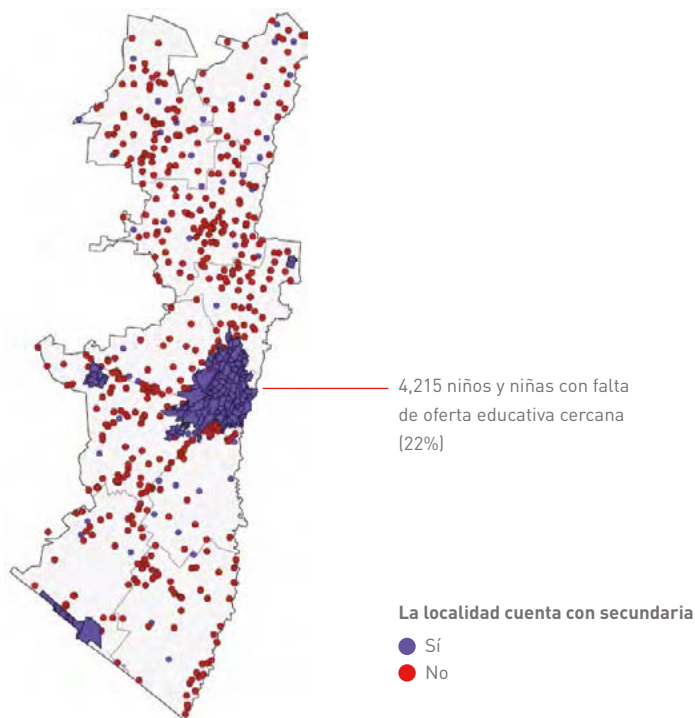 4,215 niños y niñas con falta
de oferta educativa cercana
(22%)
La localidad cuenta con secundaria
Sí
No